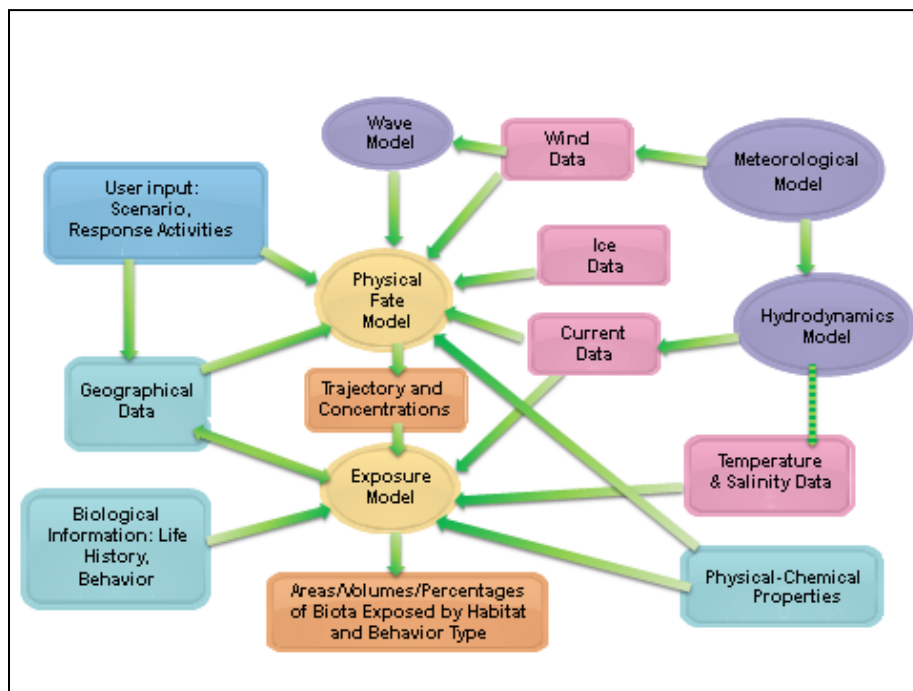 Wave
Model
Wind
Data
Meteorological
Model
User input:
Scenario,
Response Activities
Ice
Data
Physical
Fate
Model
Hydrodynamics
Model
Current
Data
Geographical
Data
Trajectory and
Concentrations
Exposure
Model
Temperature
& Salinity Data
Biological
Information: Life
History,
Behavior
Physical-Chemical
Properties
Areas/Volumes/Percentages
of Biota Exposed by Habitat
and Behavior Type